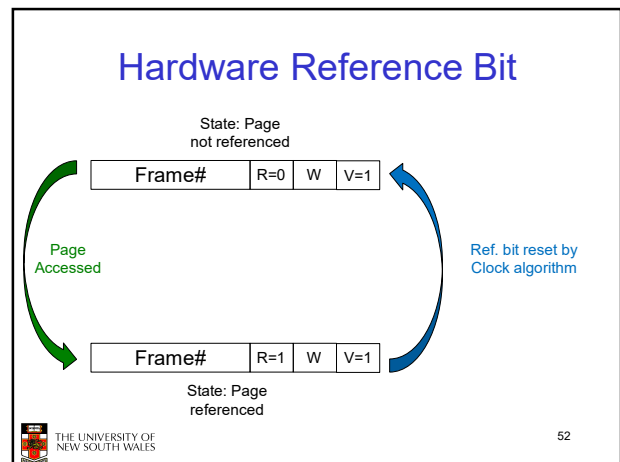 Hardware Reference Bit
State: Page
not referenced
Frame# R=0 W V=1
Page
Accessed
Ref. bit reset by
Clock algorithm
Frame# R=1 W V=1
State: Page
referenced
THE UNIVERSITY OF
NEW SOUTH WALES
52